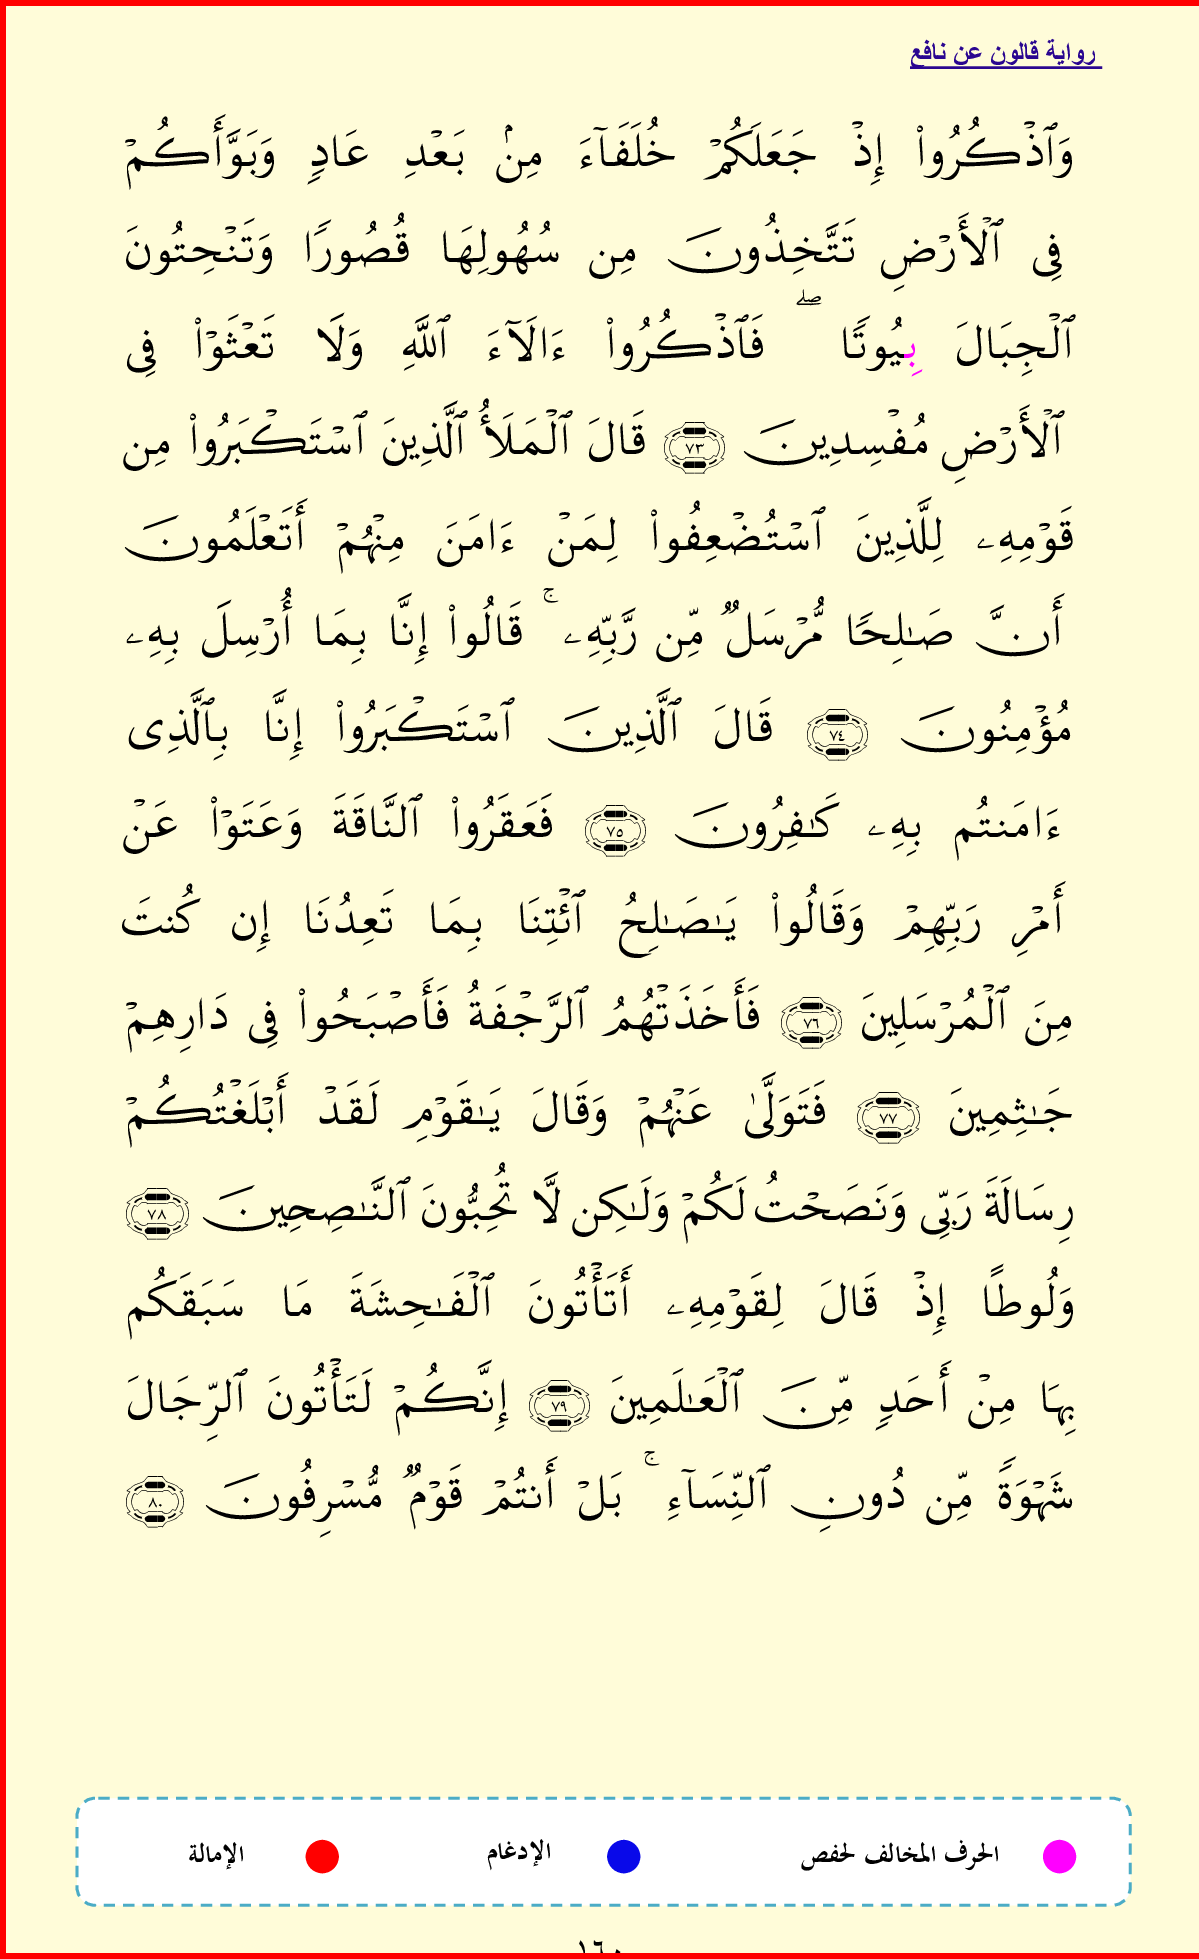 رواية قالون عن نافع
وَٱذْكُرُوا۟ إِذْ جَعَلَكُمْ خُلَفَآءَ مِنۢ بَعْدِ عَادٍ وَبَوَّأَكُمْ
فِى ٱلْأَرْضِ تَتَّخِذُونَ مِن سُهُولِهَا قُصُورًا وَتَنْحِتُونَ
ٱلْجِبَالَ بِيُوتًا ۖ فَٱذْكُرُوا۟ ءَالَآءَ ٱللَّهِ وَلَا تَعْثَوْا۟ فِى
ٱلْأَرْضِ مُفْسِدِينَ ٧٣ قَالَ ٱلْمَلَأُ ٱلَّذِينَ ٱسْتَكْبَرُوا۟ مِن
قَوْمِهِۦ لِلَّذِينَ ٱسْتُضْعِفُوا۟ لِمَنْ ءَامَنَ مِنْهُمْ أَتَعْلَمُونَ
أَنَّ صَـٰلِحًا مُّرْسَلٌ مِّن رَّبِّهِۦ ۚ قَالُوا۟ إِنَّا بِمَا أُرْسِلَ بِهِۦ
مُؤْمِنُونَ ٧٤ قَالَ ٱلَّذِينَ ٱسْتَكْبَرُوا۟ إِنَّا بِٱلَّذِى
ءَامَنتُم بِهِۦ كَـٰفِرُونَ ٧٥ فَعَقَرُوا۟ ٱلنَّاقَةَ وَعَتَوْا۟ عَنْ
أَمْرِ رَبِّهِمْ وَقَالُوا۟ يَـٰصَـٰلِحُ ٱئْتِنَا بِمَا تَعِدُنَا إِن كُنتَ
مِنَ ٱلْمُرْسَلِينَ ٧٦ فَأَخَذَتْهُمُ ٱلرَّجْفَةُ فَأَصْبَحُوا۟ فِى دَارِهِمْ
جَـٰثِمِينَ ٧٧ فَتَوَلَّىٰ عَنْهُمْ وَقَالَ يَـٰقَوْمِ لَقَدْ أَبْلَغْتُكُمْ
رِسَالَةَ رَبِّى وَنَصَحْتُ لَكُمْ وَلَـٰكِن لَّا تُحِبُّونَ ٱلنَّـٰصِحِينَ ٧٨
وَلُوطًا إِذْ قَالَ لِقَوْمِهِۦ أَتَأْتُونَ ٱلْفَـٰحِشَةَ مَا سَبَقَكُم
بِهَا مِنْ أَحَدٍ مِّنَ ٱلْعَـٰلَمِينَ ٧٩ إِنَّكُمْ لَتَأْتُونَ ٱلرِّجَالَ
شَهْوَةً مِّن دُونِ ٱلنِّسَآءِ ۚ بَلْ أَنتُمْ قَوْمٌ مُّسْرِفُونَ ٨٠
الحرف المخالف لحفص الإدغام الإمالة
١٦٠